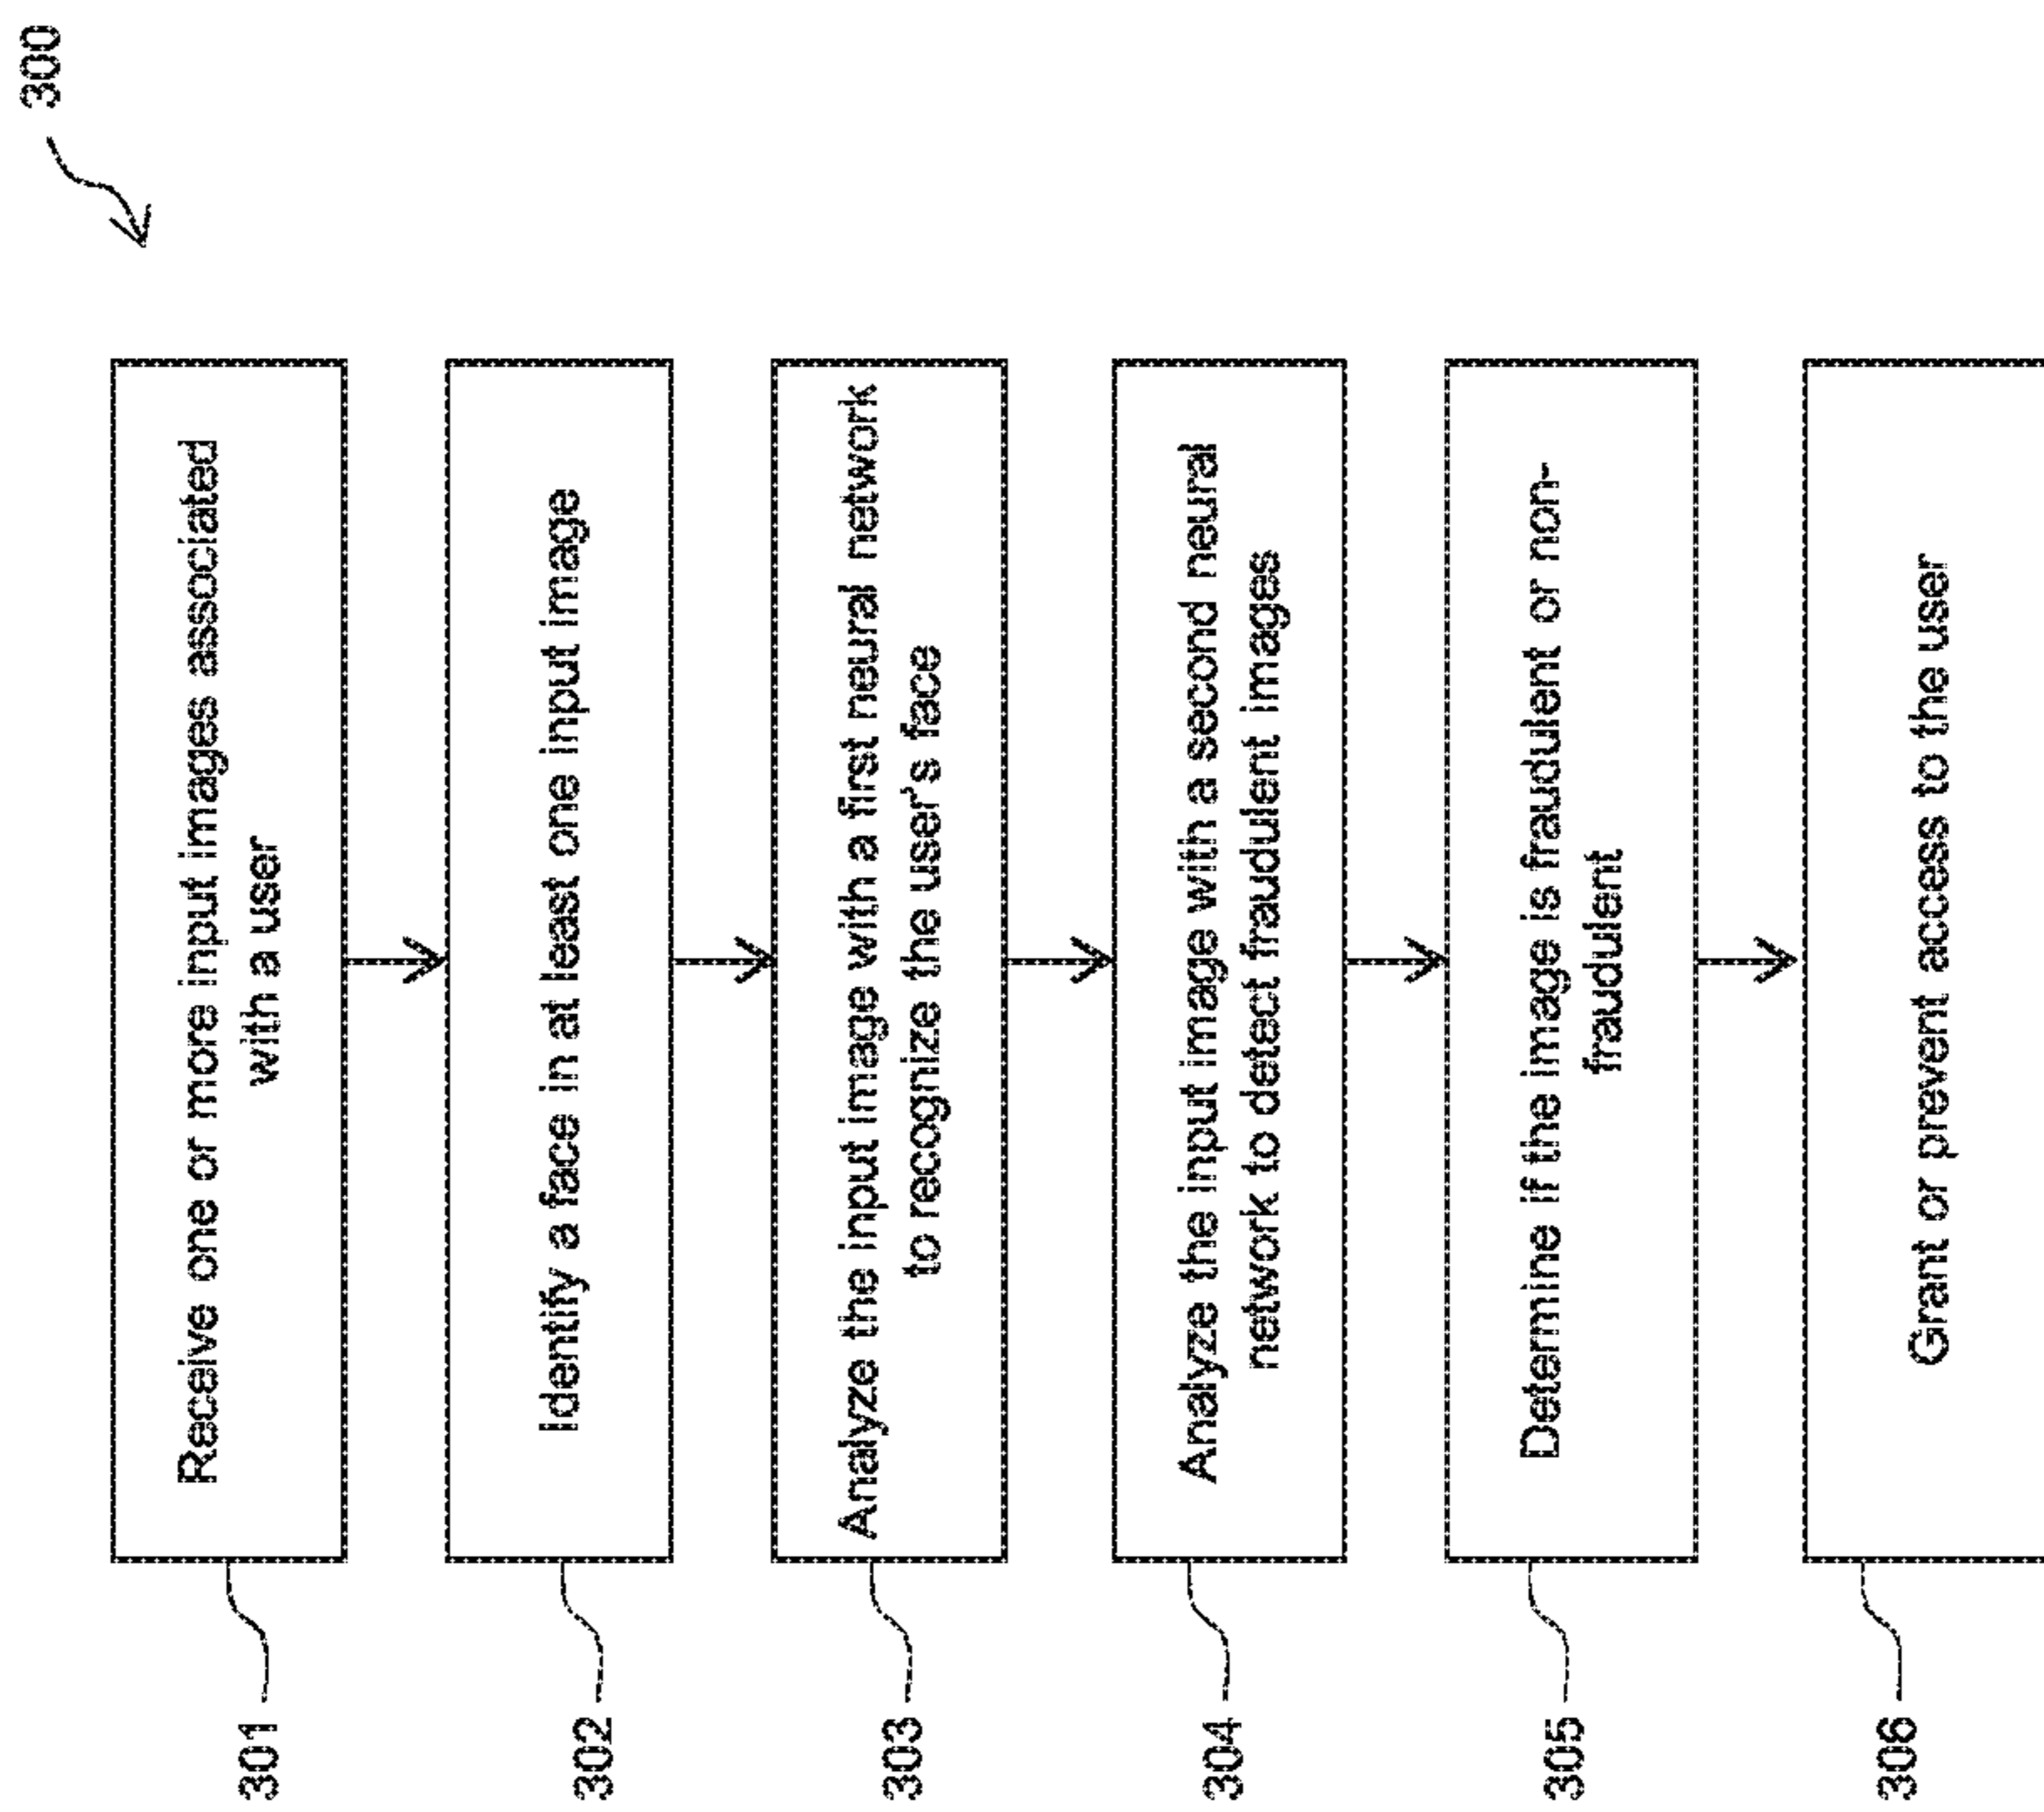 300
301
Receive one or more input images associated
with a user
302
Identify a face in at least one input image
303
Analyze the input image with a first neural network
to recognize the user's face
304
Analyze the input image with a second neural
network to detect fraudulent images
305
Determine if the image is fraudulent or non-
fraudulent
306
Grant or prevent access to the user